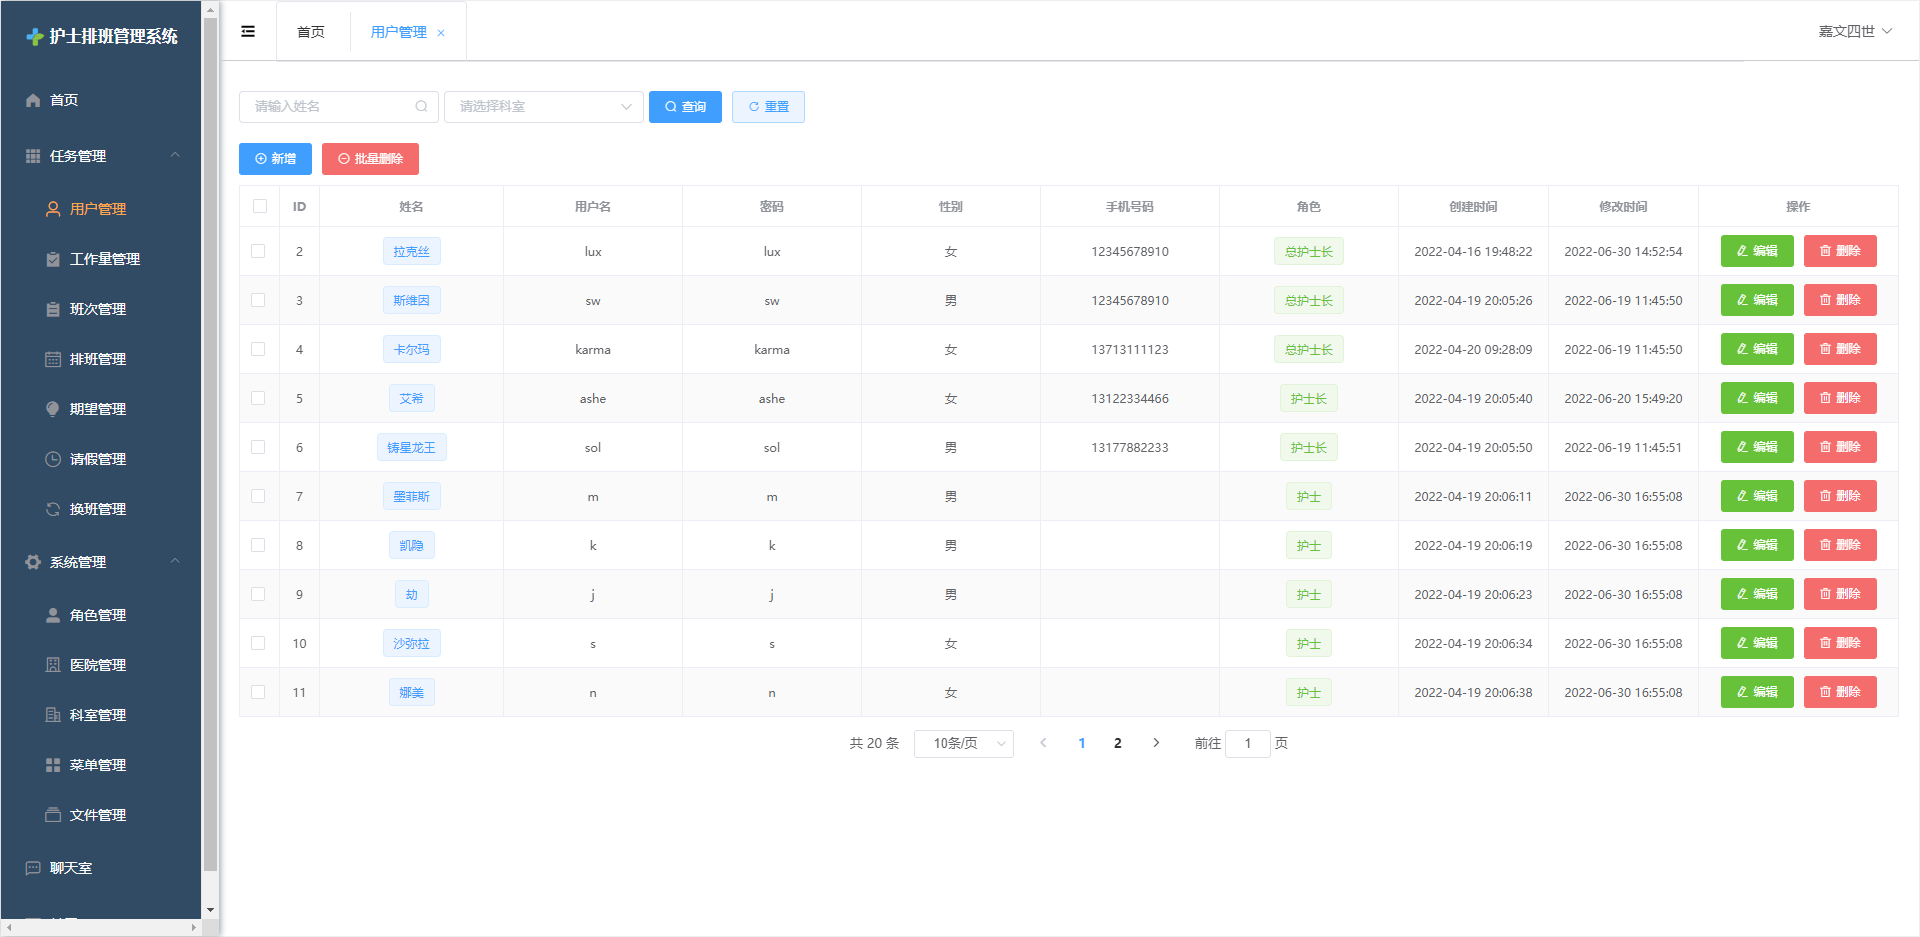 护士排班管理系统
首页
任务管理
用户管理
工作量管理
班次管理
排班管理
期望管理
请假管理
换班管理
系统管理
角色管理
医院管理
科室管理
菜单管理
文件管理
聊天室
首页 用户管理 嘉文四世
请输入姓名 请选择科室 查询 重置
新增 批量删除
ID 姓名 用户名 密码 性别 手机号码 角色 创建时间 修改时间 操作
2 拉克丝 lux lux 女 12345678910 总护士长 2022-04-16 19:48:22 2022-06-30 14:52:54 编辑 删除
3 斯维因 sw sw 男 12345678910 总护士长 2022-04-19 20:05:26 2022-06-19 11:45:50 编辑 删除
4 卡尔玛 karma karma 女 13713111123 总护士长 2022-04-20 09:28:09 2022-06-19 11:45:50 编辑 删除
5 艾希 ashe ashe 女 13122334466 护士长 2022-04-19 20:05:40 2022-06-20 15:49:20 编辑 删除
6 铸星龙王 sol sol 男 13177882233 护士长 2022-04-19 20:05:50 2022-06-19 11:45:51 编辑 删除
7 墨菲斯 m m 男 护士 2022-04-19 20:06:11 2022-06-30 16:55:08 编辑 删除
8 凯隐 k k 男 护士 2022-04-19 20:06:19 2022-06-30 16:55:08 编辑 删除
9 劫 j j 男 护士 2022-04-19 20:06:23 2022-06-30 16:55:08 编辑 删除
10 沙弥拉 s s 女 护士 2022-04-19 20:06:34 2022-06-30 16:55:08 编辑 删除
11 娜美 n n 女 护士 2022-04-19 20:06:38 2022-06-30 16:55:08 编辑 删除
共 20 条 10条/页 1 2 前往 1 页